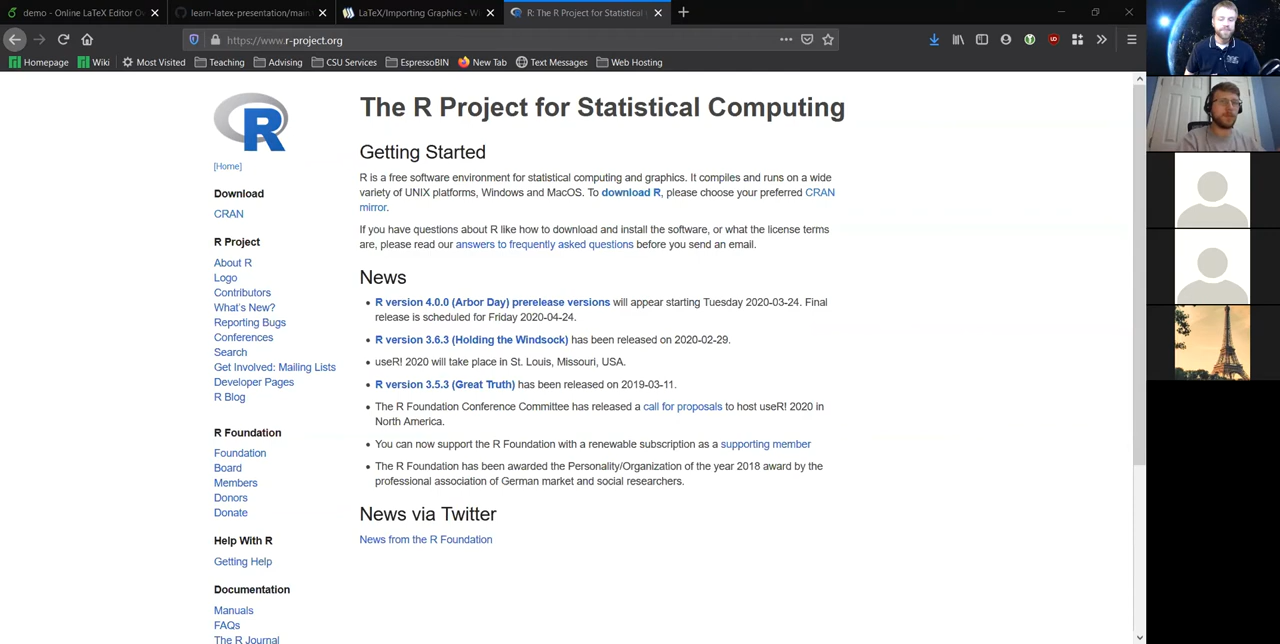 demo - Online LaTeX Editor Ov
learn-latex-presentation/main
LaTeX/Importing Graphics - W
R: The R Project for Statistical
https://www.r-project.org
Homepage
Wiki
Most Visited
Teaching
Advising
CSU Services
EspressoBIN
New Tab
Text Messages
Web Hosting
R
[Home]
Download
CRAN
R Project
About R
Logo
Contributors
What's New?
Reporting Bugs
Conferences
Search
Get Involved: Mailing Lists
Developer Pages
R Blog
R Foundation
Foundation
Board
Members
Donors
Donate
Help With R
Getting Help
Documentation
Manuals
FAQs
The R Journal
The R Project for Statistical Computing
Getting Started
R is a free software environment for statistical computing and graphics. It compiles and runs on a wide
variety of UNIX platforms, Windows and MacOS. To download R, please choose your preferred CRAN
mirror.
If you have questions about R like how to download and install the software, or what the license terms
are, please read our answers to frequently asked questions before you send an email.
News
R version 4.0.0 (Arbor Day) prerelease versions will appear starting Tuesday 2020-03-24. Final
release is scheduled for Friday 2020-04-24.
R version 3.6.3 (Holding the Windsock) has been released on 2020-02-29.
useR! 2020 will take place in St. Louis, Missouri, USA.
R version 3.5.3 (Great Truth) has been released on 2019-03-11.
The R Foundation Conference Committee has released a call for proposals to host useR! 2020 in
North America.
You can now support the R Foundation with a renewable subscription as a supporting member
The R Foundation has been awarded the Personality/Organization of the year 2018 award by the
professional association of German market and social researchers.
News via Twitter
News from the R Foundation